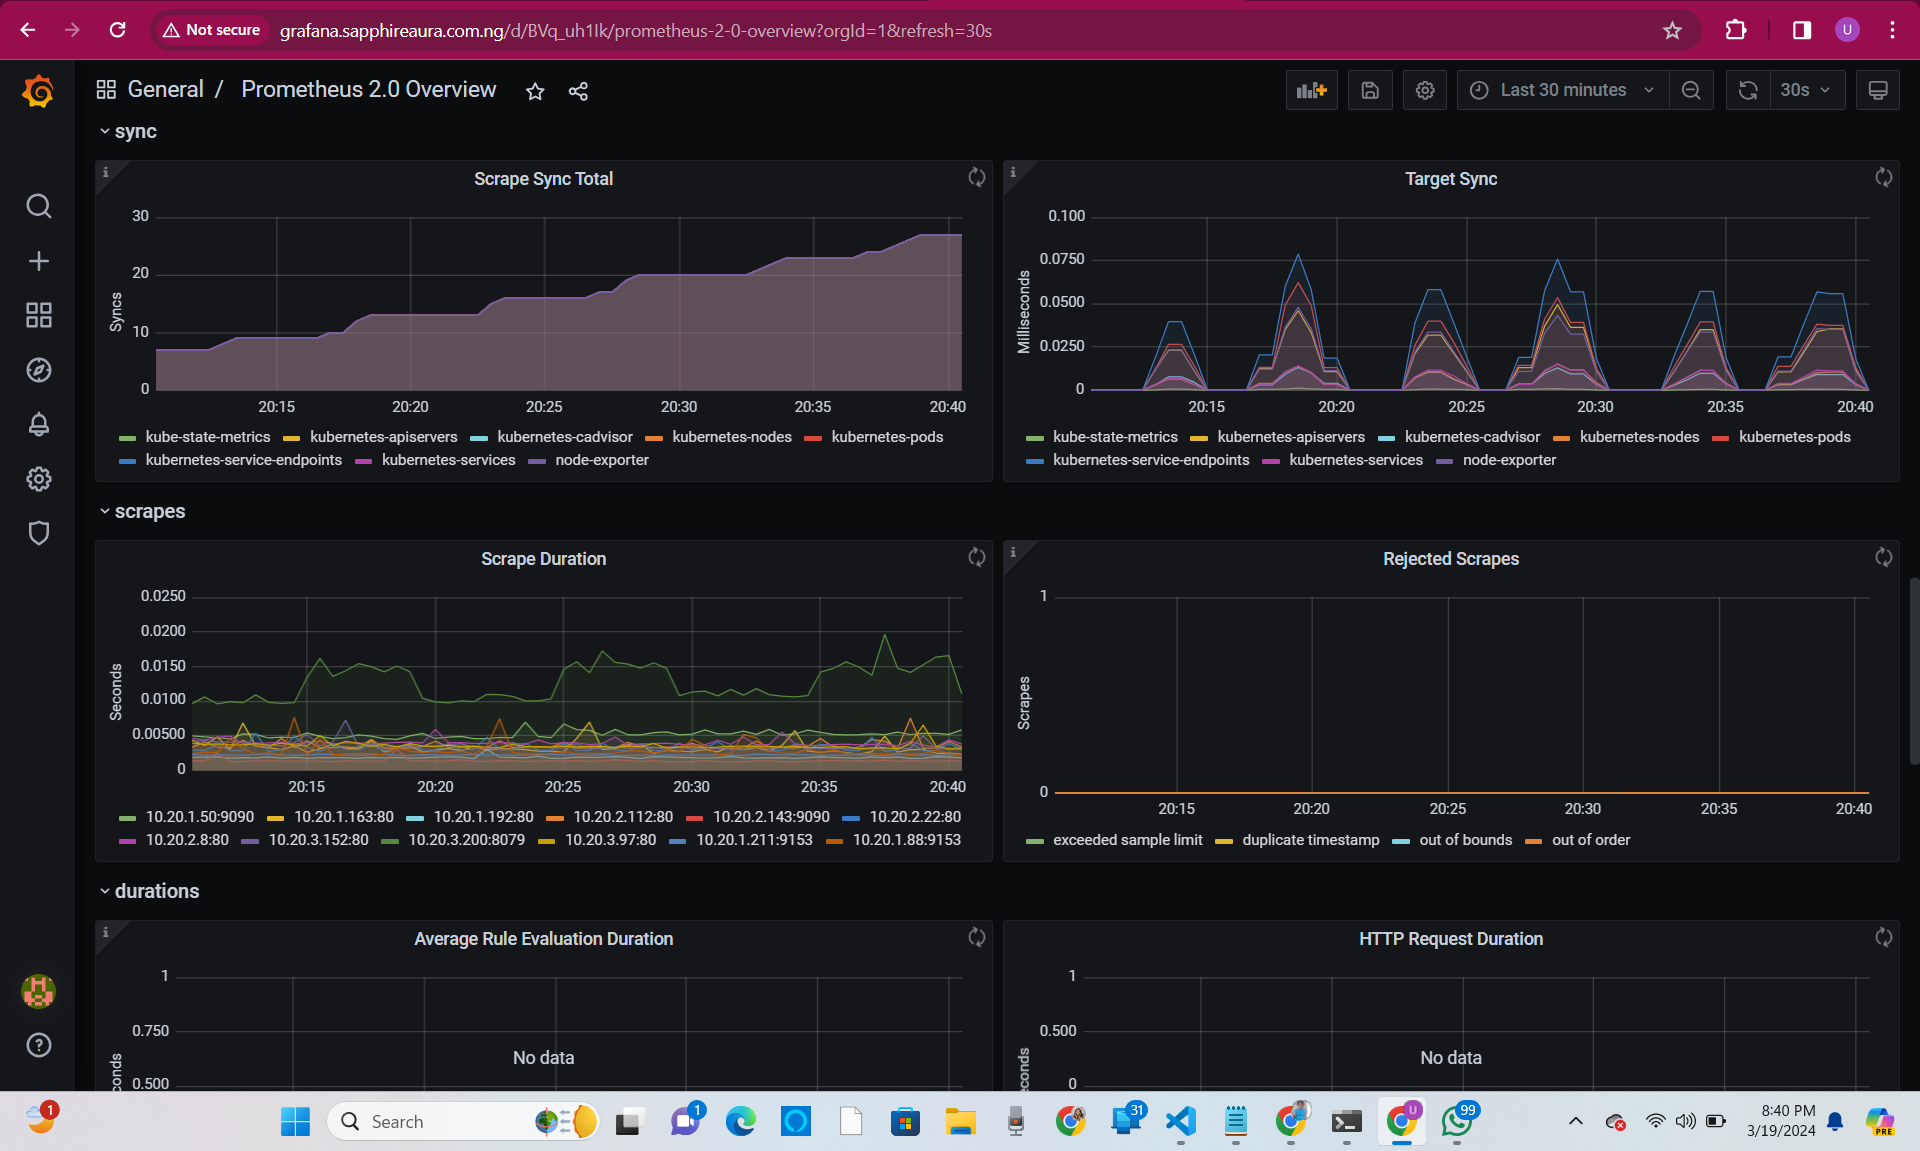 Not secure
grafana.sapphireaura.com.ng/d/BVq_uh1Ik/prometheus-2-0-overview?orgId=1&refresh=30s
U
General / Prometheus 2.0 Overview
Last 30 minutes
30s
sync
Scrape Sync Total
Syncs
30
20
10
0
20:15 20:20 20:25 20:30 20:35 20:40
kube-state-metrics kubernetes-apiservers kubernetes-cadvisor kubernetes-nodes kubernetes-pods
kubernetes-service-endpoints kubernetes-services node-exporter
Target Sync
Milliseconds
0.100
0.0750
0.0500
0.0250
0
20:15 20:20 20:25 20:30 20:35 20:40
kube-state-metrics kubernetes-apiservers kubernetes-cadvisor kubernetes-nodes kubernetes-pods
kubernetes-service-endpoints kubernetes-services node-exporter
scrapes
Scrape Duration
Seconds
0.0250
0.0200
0.0150
0.0100
0.00500
0
20:15 20:20 20:25 20:30 20:35 20:40
10.20.1.50:9090 10.20.1.163:80 10.20.1.192:80 10.20.2.112:80 10.20.2.143:9090 10.20.2.22:80
10.20.2.8:80 10.20.3.152:80 10.20.3.200:8079 10.20.3.97:80 10.20.1.211:9153 10.20.1.88:9153
Rejected Scrapes
Scrapes
1
0
20:15 20:20 20:25 20:30 20:35 20:40
exceeded sample limit duplicate timestamp out of bounds out of order
durations
Average Rule Evaluation Duration
1
0.750
0.500
No data
HTTP Request Duration
1
0.500
0
No data
1
Search
1
31
U
99
8:40 PM
3/19/2024
PRE